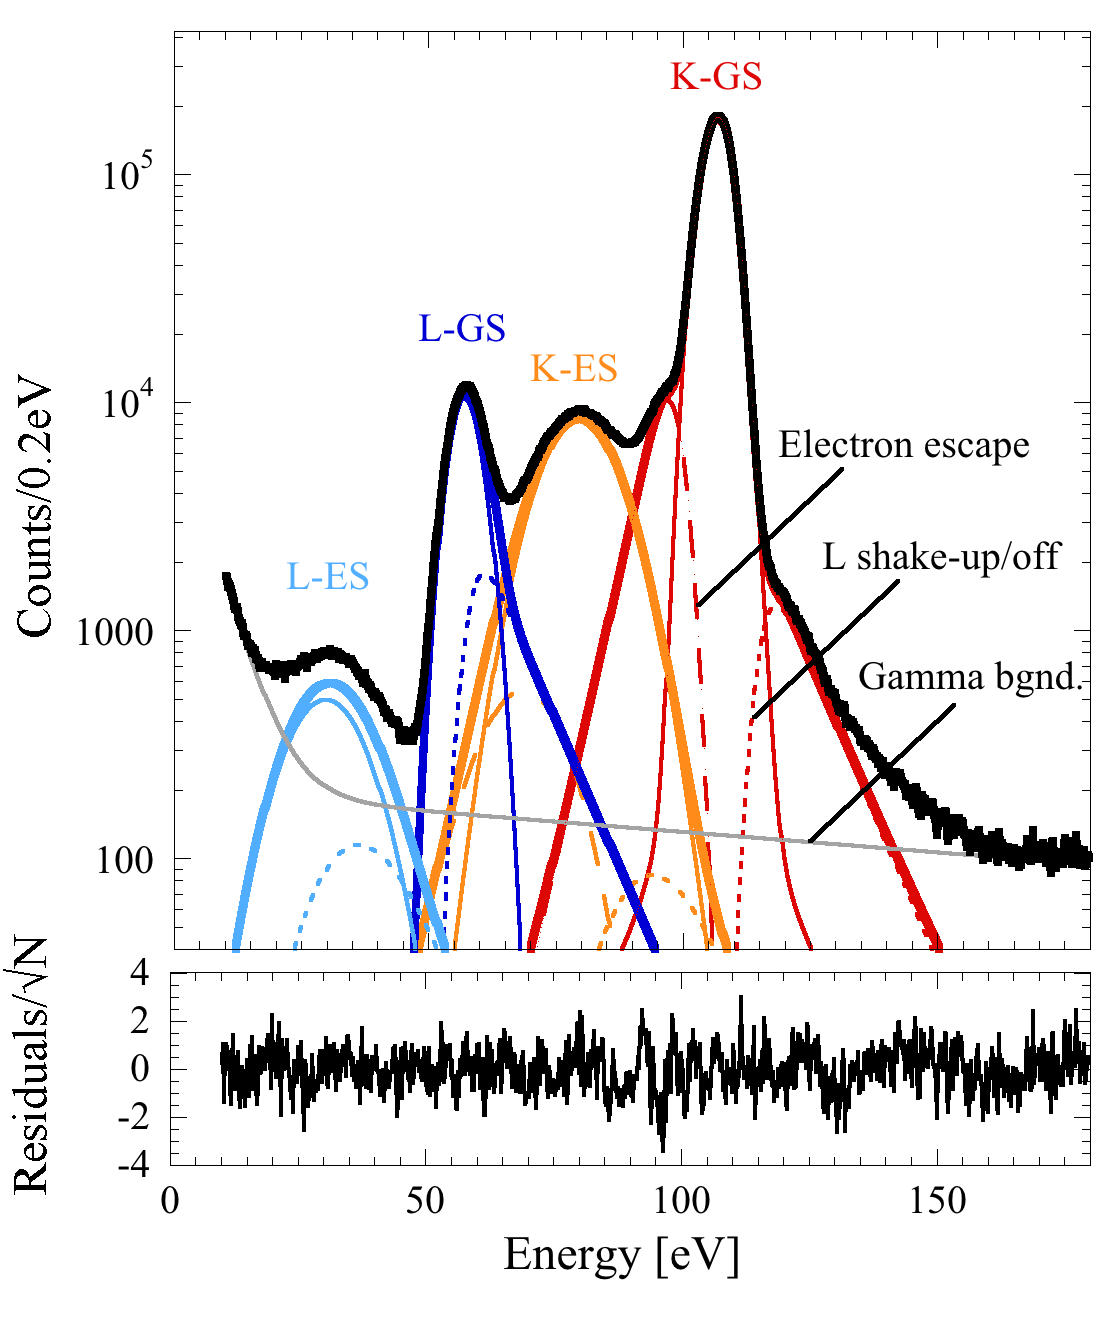 K-GS
10^5
L-GS
K-ES
10^4
Counts/0.2eV
Electron escape
L shake-up/off
L-ES
1000
Gamma bgnd.
100
Residuals/√N
4
2
0
-2
-4
0 50 100 150
Energy [eV]